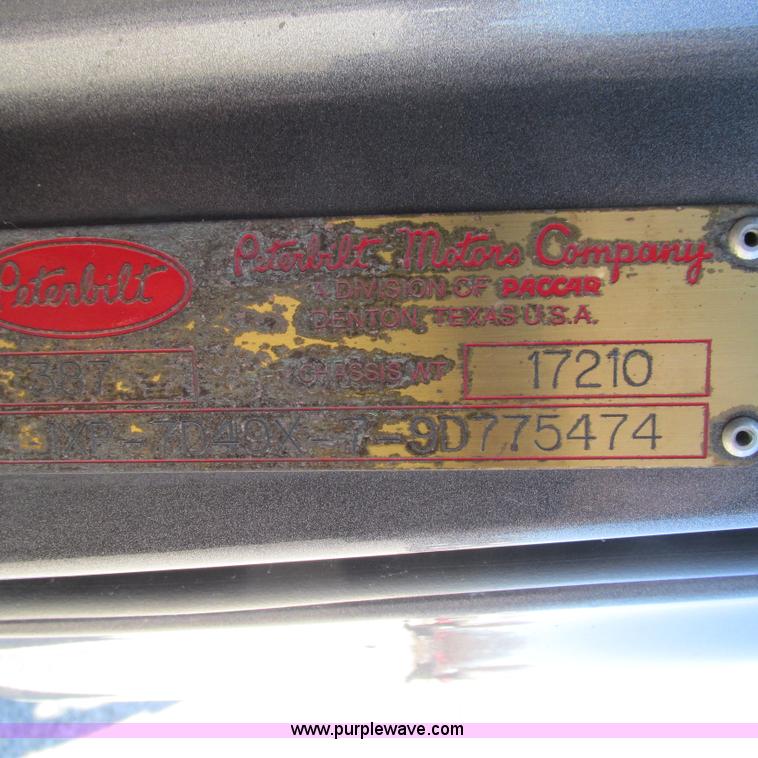 Peterbilt
Peterbilt Motors Company
A DIVISION OF PACCAR
DENTON, TEXAS U.S.A.
387 CHASSIS WT 17210
1XP-7D49X-7-9D775474
www.purplewave.com